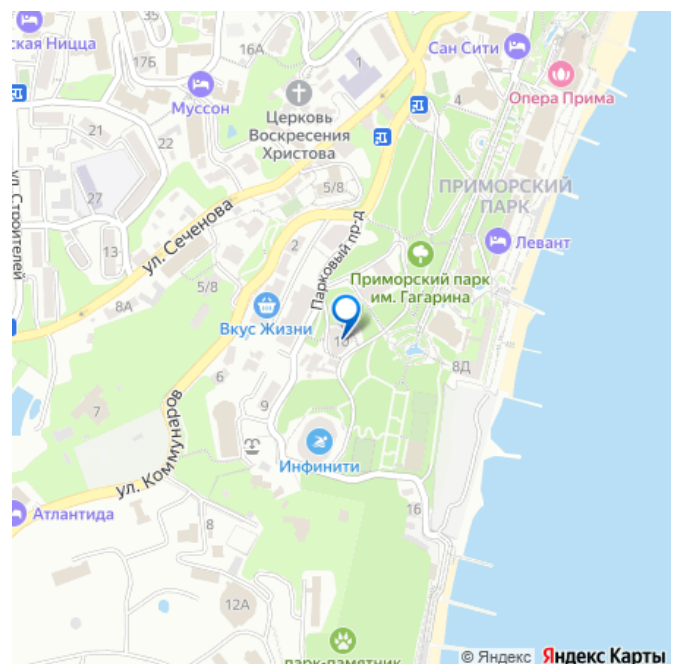 ская Ницца
35
16А
Сан Сити
17Б
1
Муссон
4
Опера Прима
Церковь
Воскресения
Христова
21
22
ПРИМОРСКИЙ
ПАРК
5/8
27
ул. Строителей
ул. Сеченова
Парковый пр-д
13
2
Левант
Приморский парк
им. Гагарина
5/8
8А
Вкус Жизни
10
8Д
6
7
9
ул. Коммунаров
Инфинити
Атлантида
8
16
12А
парк-памятник
© Яндекс Яндекс Карты